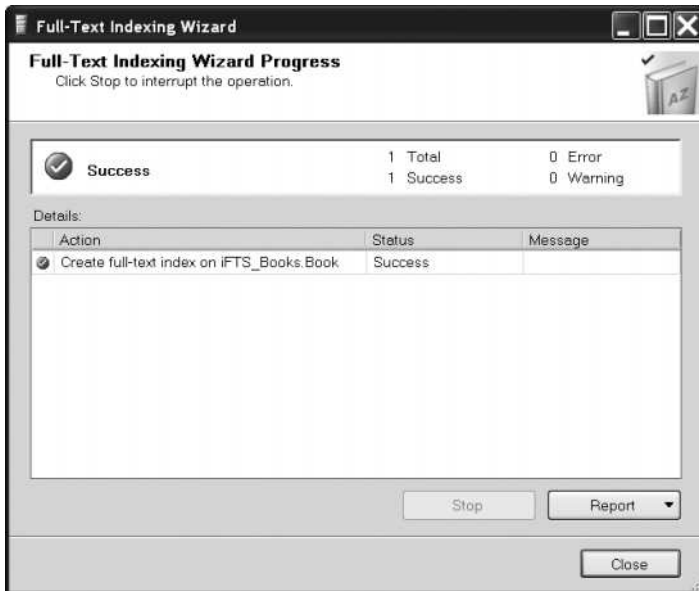 Full-Text Indexing Wizard
Full-Text Indexing Wizard Progress
Click Stop to interrupt the operation.
AZ
Success
1 Total
0 Error
1 Success
0 Warning
Details:
Action Status Message
Create full-text index on iFTS_Books.Book Success
Stop Report
Close